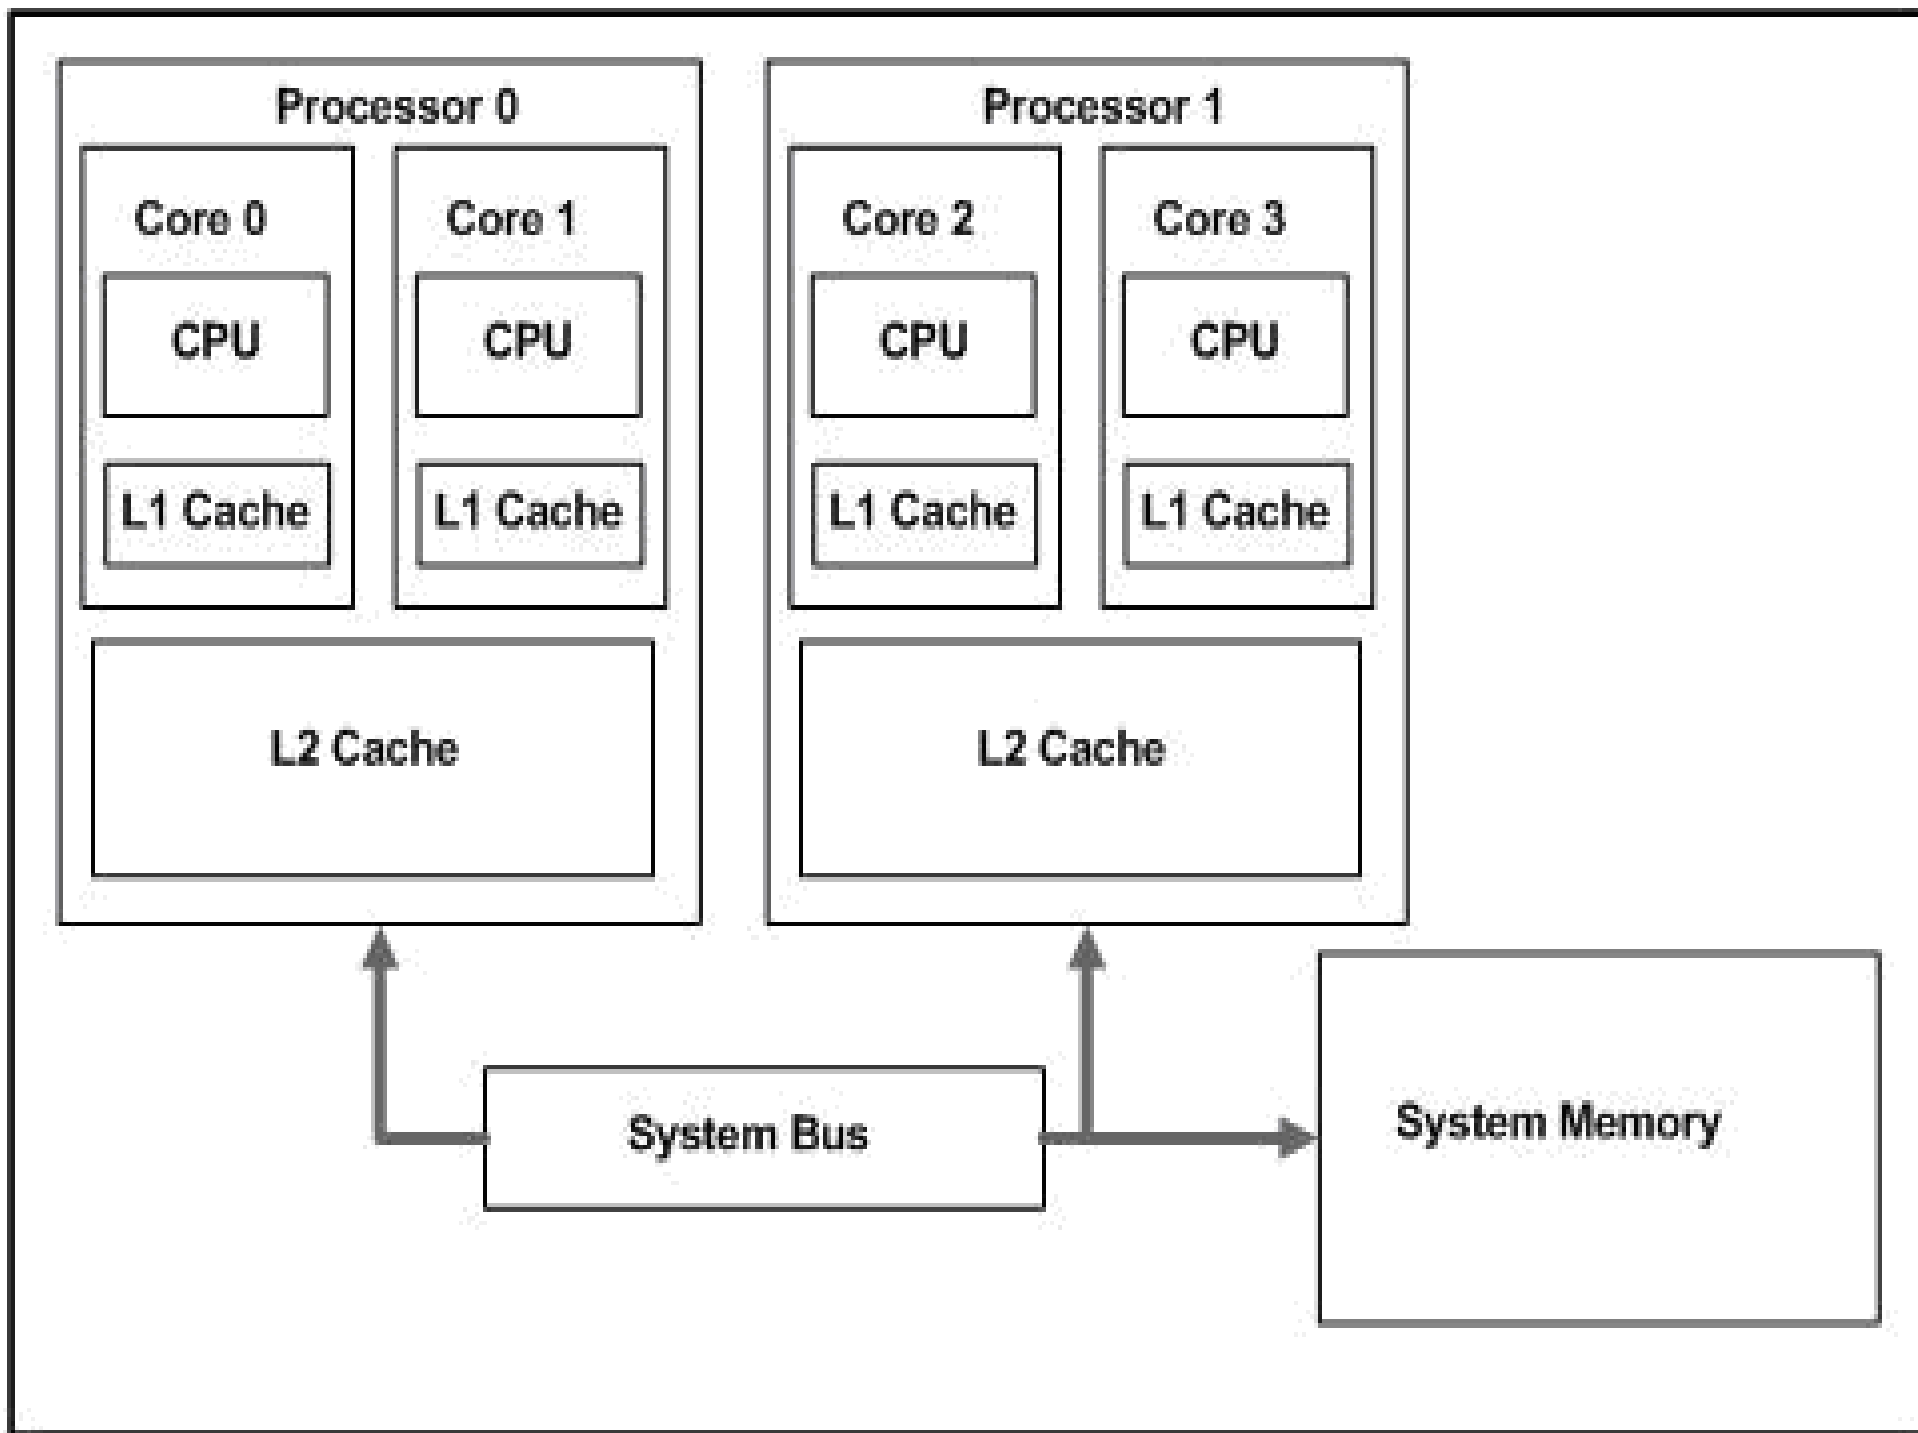 Processor 0
Core 0
Core 1
CPU
CPU
L1 Cache
L1 Cache
L2 Cache
Processor 1
Core 2
Core 3
CPU
CPU
L1 Cache
L1 Cache
L2 Cache
System Bus
System Memory